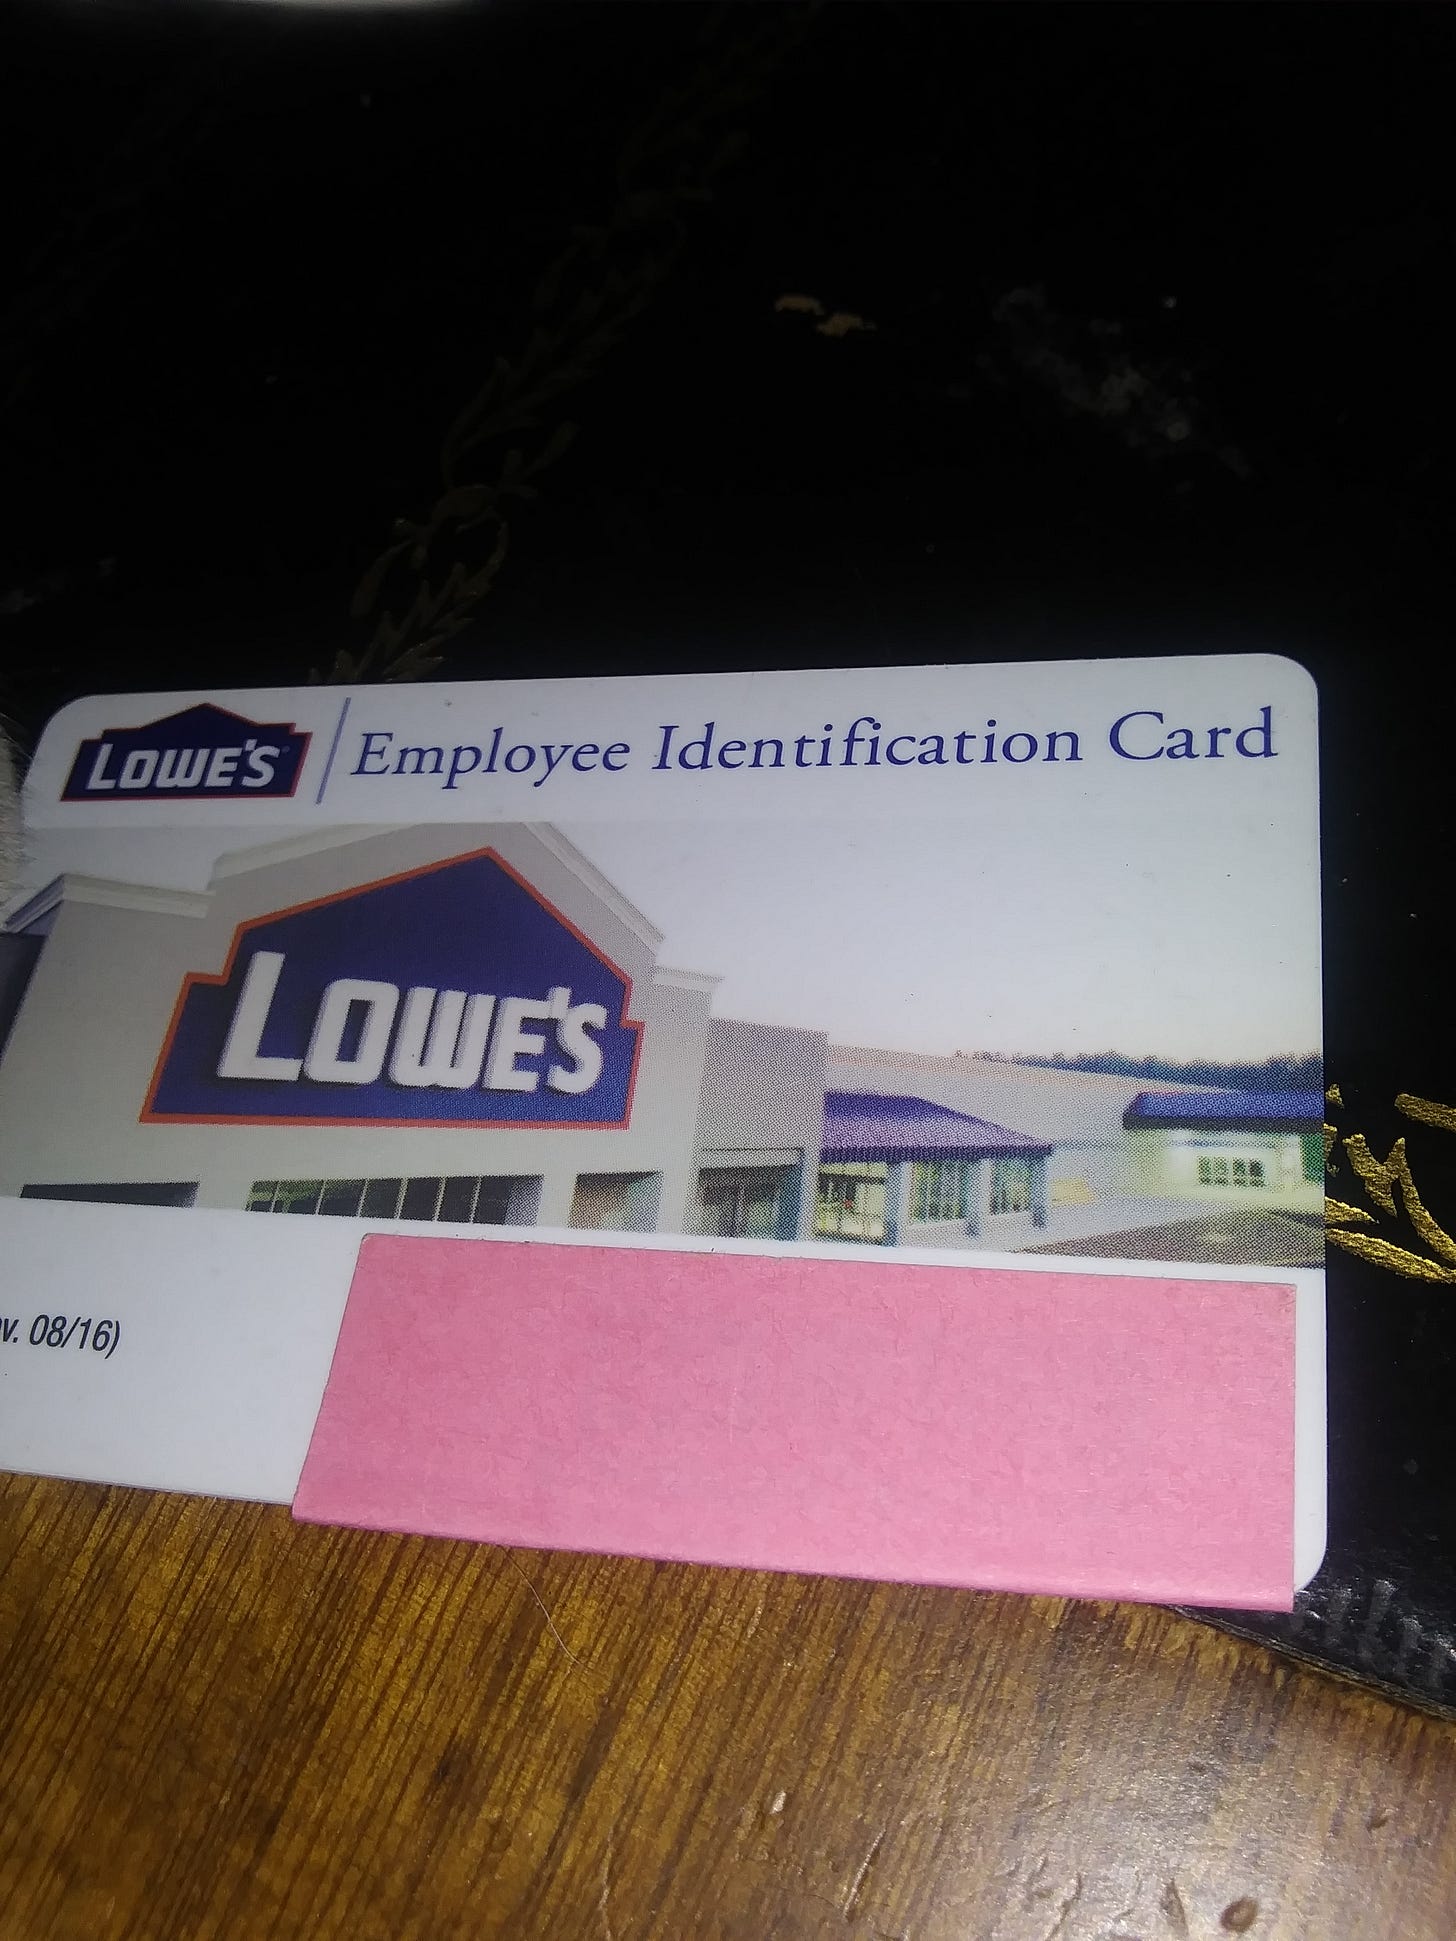 LOWE'S
Employee Identification Card
LOWE'S
v. 08/16)